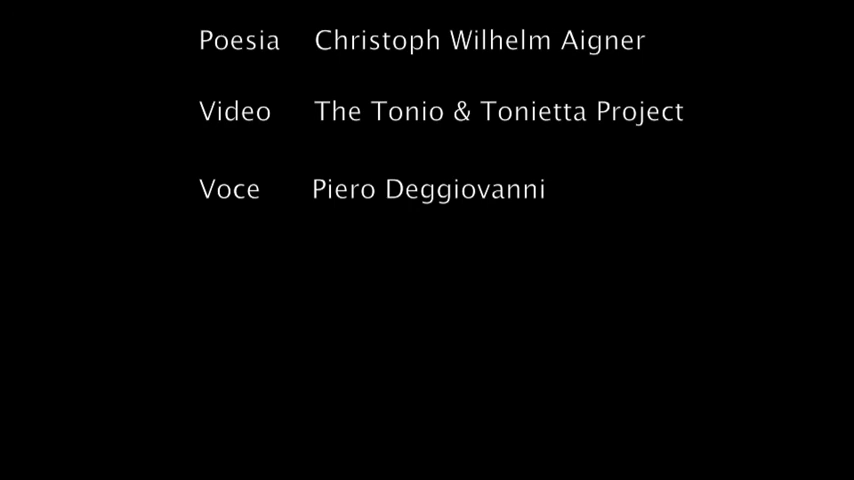 Poesia Christoph Wilhelm Aigner
Video The Tonio & Tonietta Project
Voce Piero Deggiovanni